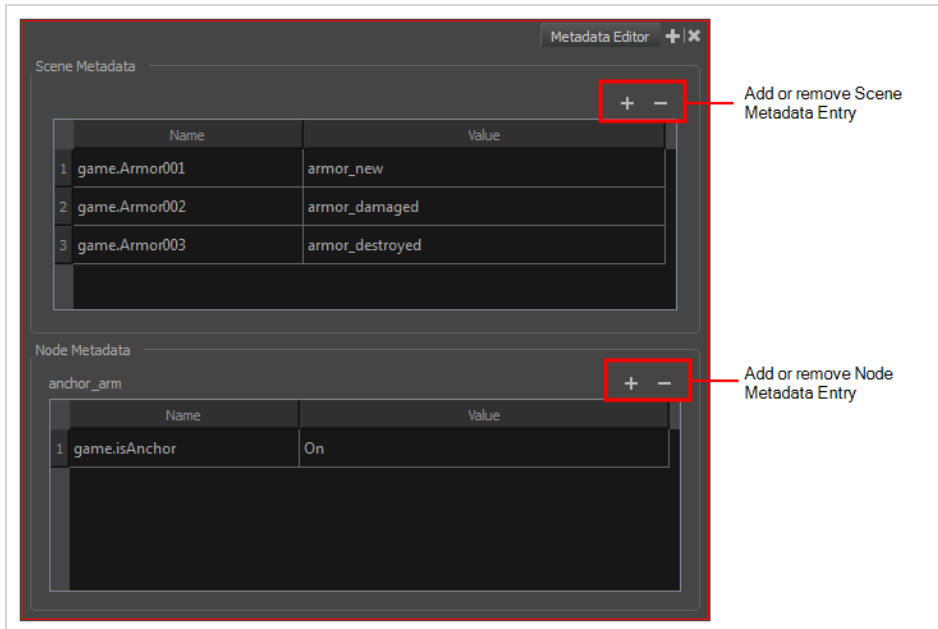 Metadata Editor
Scene Metadata
Add or remove Scene
Metadata Entry
Name Value
1 game.Armor001 armor_new
2 game.Armor002 armor_damaged
3 game.Armor003 armor_destroyed
Node Metadata
anchor_arm
Add or remove Node
Metadata Entry
Name Value
1 game.isAnchor On